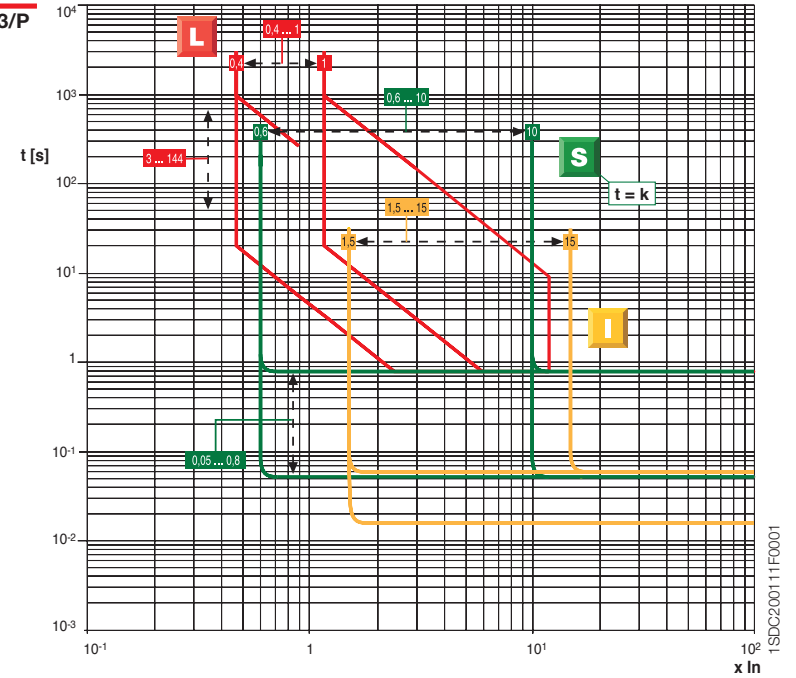 3/P
L
0,4 ... 1
0,4
1
10⁴
10³
0,6
0,6 ... 10
10
S
t = k
t [s]
3 ... 144
10²
1,5 ... 15
1,5
15
10¹
I
1
0,05 ... 0,8
10-¹
10-²
10-³
10-¹
1
10¹
10²
x In
1SDC200111F0001